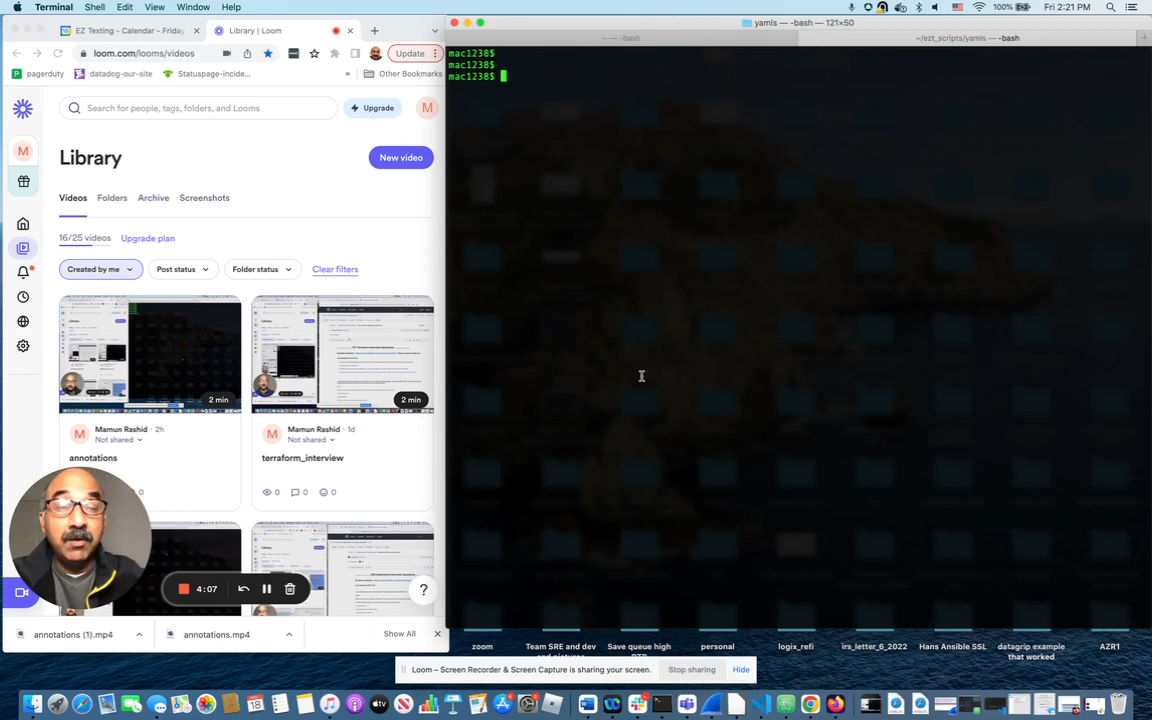 Terminal Shell Edit View Window Help
100% Fri 2:21 PM
EZ Texting - Calendar - Friday
Library | Loom
yamls — -bash — 121×50
~ — -bash
~/ezt_scripts/yamls — -bash
loom.com/looms/videos
Update
pagerduty datadog-our-site Statuspage-incide... » Other Bookmarks
mac1238$
mac1238$
mac1238$
Search for people, tags, folders, and Looms
Upgrade
M
M
Library
New video
Videos Folders Archive Screenshots
16/25 videos Upgrade plan
Created by me Post status Folder status Clear filters
2 min
2 min
M Mamun Rashid · 2h
Not shared
annotations
0
M Mamun Rashid · 1d
Not shared
terraform_interview
0 0 0
4:07
?
annotations (1).mp4 annotations.mp4 Show All
zoom
Team SRE and dev
Save queue high
personal
logix_refi
irs_letter_6_2022
Hans Ansible SSL
datagrip example
that worked
AZR1
Loom – Screen Recorder & Screen Capture is sharing your screen. Stop sharing Hide
18